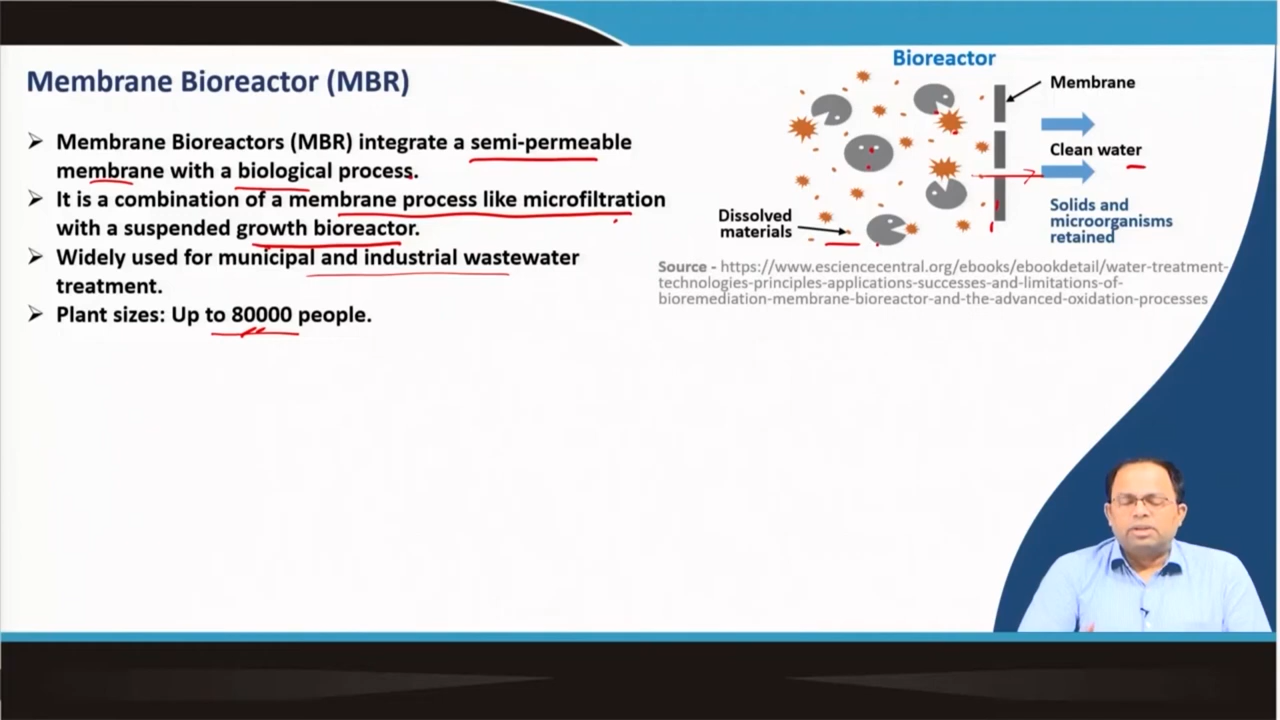 Membrane Bioreactor (MBR)
➢ Membrane Bioreactors (MBR) integrate a semi-permeable
membrane with a biological process.
➢ It is a combination of a membrane process like microfiltration
with a suspended growth bioreactor.
➢ Widely used for municipal and industrial wastewater
treatment.
➢ Plant sizes: Up to 80000 people.
Bioreactor
Membrane
Clean water
Dissolved
materials
Solids and
microorganisms
retained
Source - https://www.esciencecentral.org/ebooks/ebookdetail/water-treatment-
technologies-principles-applications-successes-and-limitations-of-
bioremediation-membrane-bioreactor-and-the-advanced-oxidation-processes